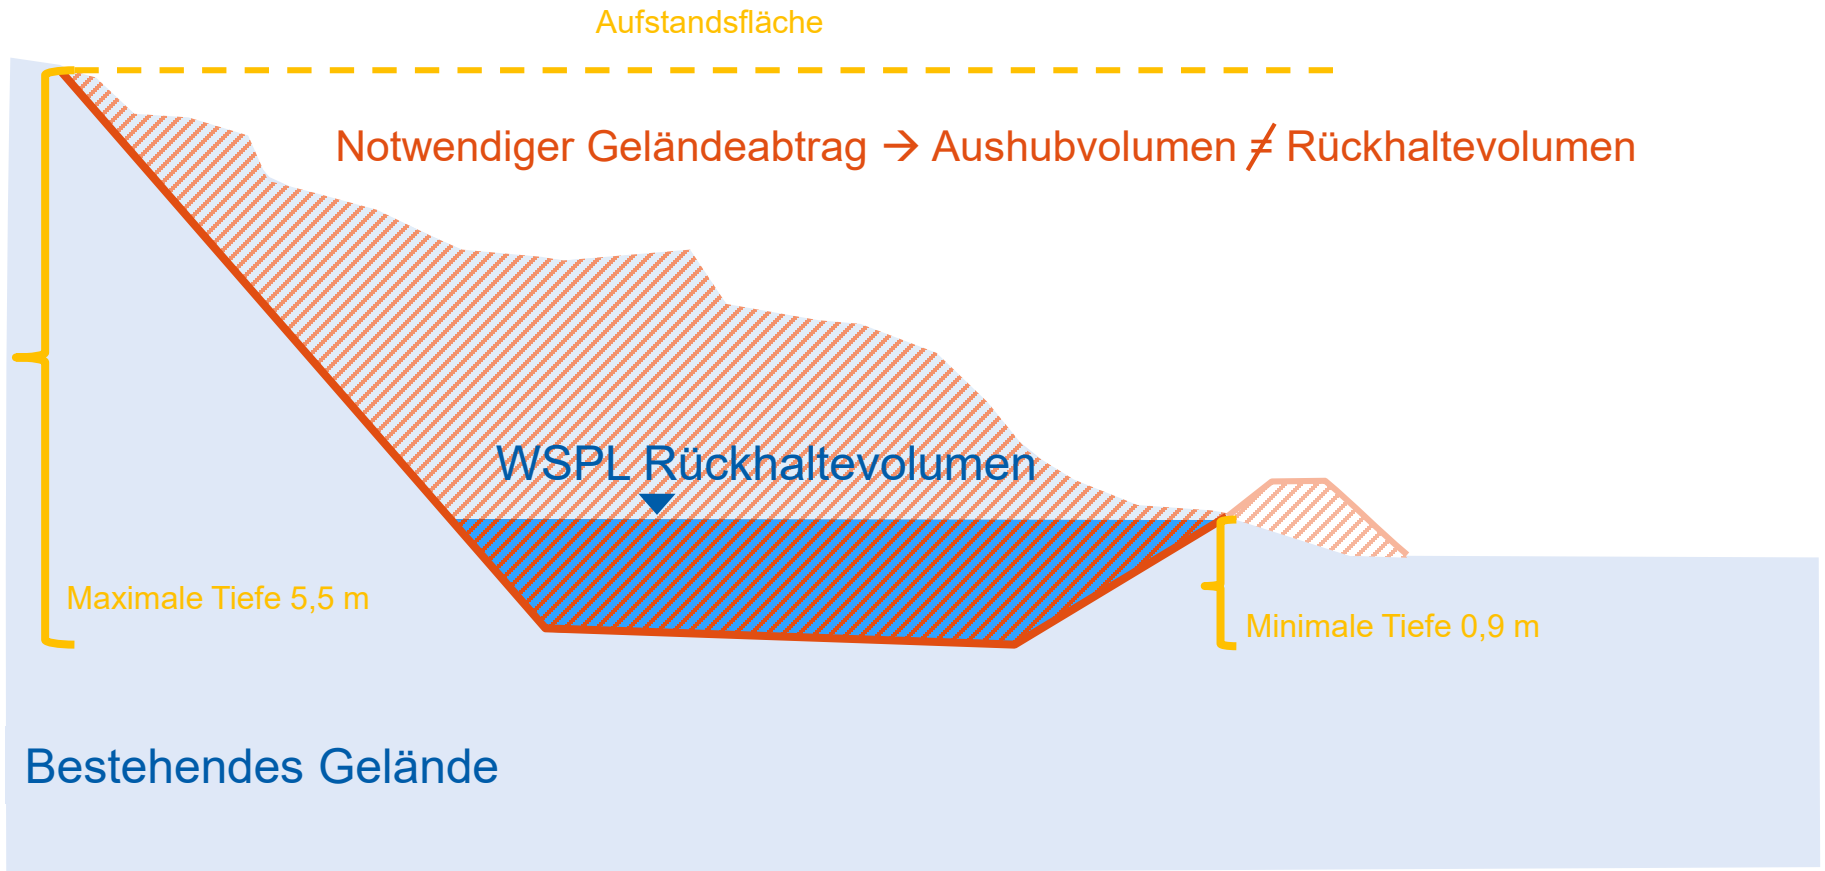 Aufstandsfläche
Notwendiger Geländeabtrag → Aushubvolumen ≠ Rückhaltevolumen
WSPL Rückhaltevolumen
Maximale Tiefe 5,5 m
Minimale Tiefe 0,9 m
Bestehendes Gelände